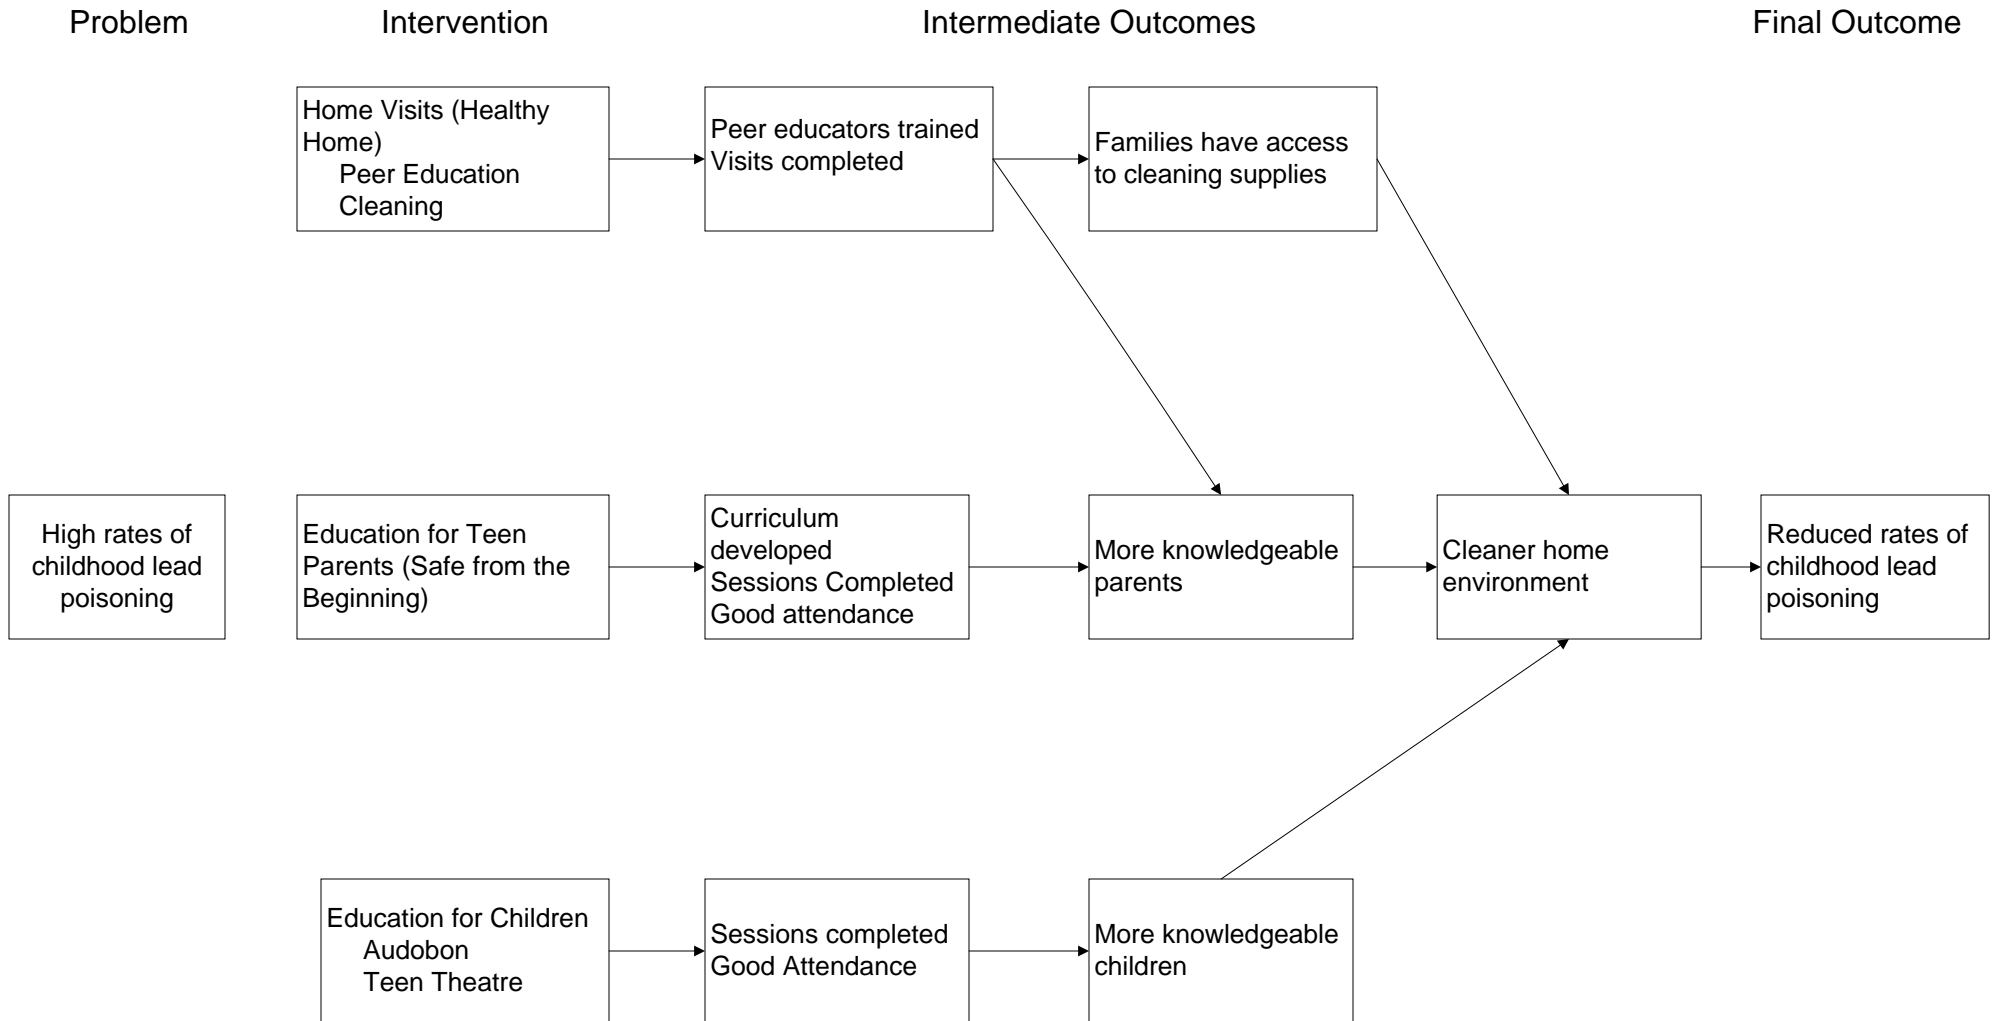 Problem
Intervention
Intermediate Outcomes
Final Outcome
Home Visits (Healthy
Home)
Peer Education
Cleaning
Peer educators trained
Visits completed
Families have access
to cleaning supplies
High rates of
childhood lead
poisoning
Education for Teen
Parents (Safe from the
Beginning)
Curriculum
developed
Sessions Completed
Good attendance
More knowledgeable
parents
Cleaner home
environment
Reduced rates of
childhood lead
poisoning
Education for Children
Audobon
Teen Theatre
Sessions completed
Good Attendance
More knowledgeable
children